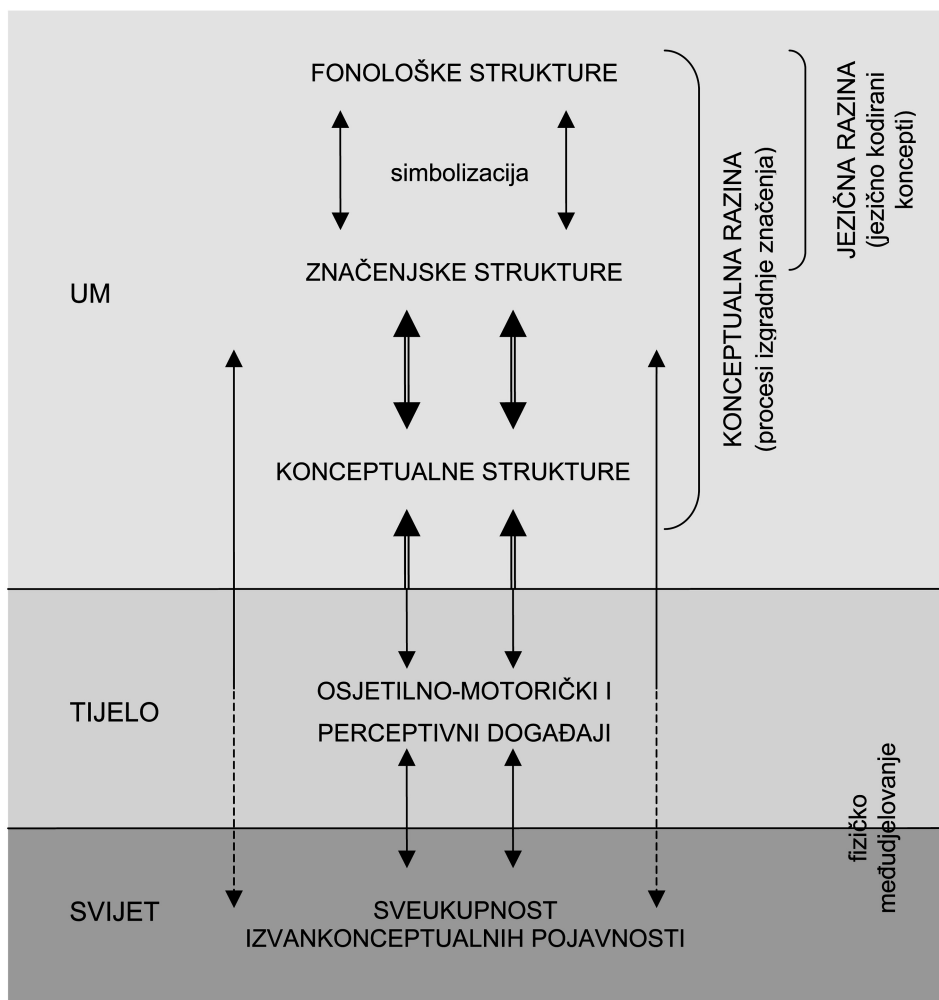 FONOLOŠKE STRUKTURE
simbolizacija
ZNAČENJSKE STRUKTURE
UM
KONCEPTUALNE STRUKTURE
KONCEPTUALNA RAZINA
(procesi izgradnje značenja)
JEZIČNA RAZINA
(jezično kodirani
koncepti)
TIJELO
OSJETILNO-MOTORIČKI I
PERCEPTIVNI DOGAĐAJI
fizičko
međudjelovanje
SVIJET
SVEUKUPNOST
IZVANKONCEPTUALNIH POJAVNOSTI